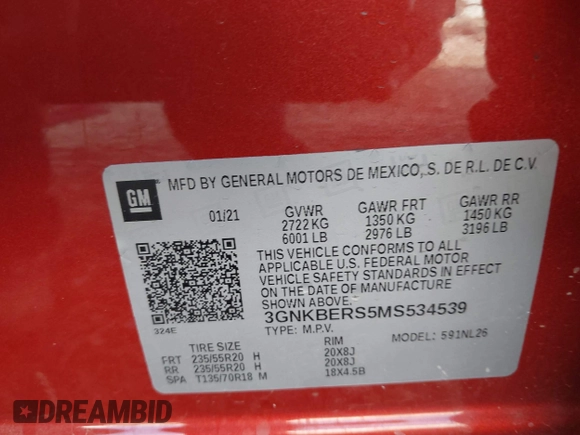 GM
MFD BY GENERAL MOTORS DE MEXICO, S. DE R.L. DE C.V.
01/21 GVWR GAWR FRT GAWR RR
2722 KG 1350 KG 1450 KG
6001 LB 2976 LB 3196 LB
THIS VEHICLE CONFORMS TO ALL
APPLICABLE U.S. FEDERAL MOTOR
VEHICLE SAFETY STANDARDS IN EFFECT
ON THE DATE OF MANUFACTURE
SHOWN ABOVE.
324E
3GNKBERS5MS534539
TYPE: M.P.V. MODEL: 591NL26
TIRE SIZE RIM
FRT 235/55R20 H 20X8J
RR 235/55R20 H 20X8J
SPA T135/70R18 M 18X4.5B
DREAMBID